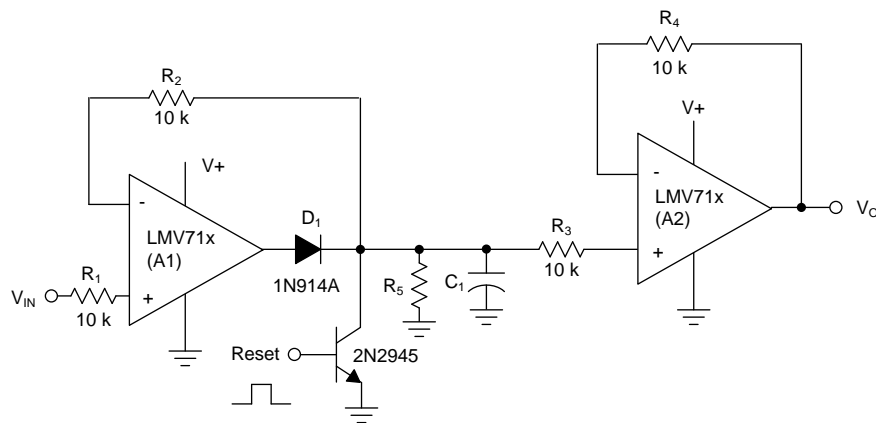 R4
10 k
R2
10 k
V+
V+
-
LMV71x
(A1)
+
D1
1N914A
-
LMV71x
(A2)
+
VO
R3
10 k
R1
10 k
VIN
R5
C1
Reset
2N2945